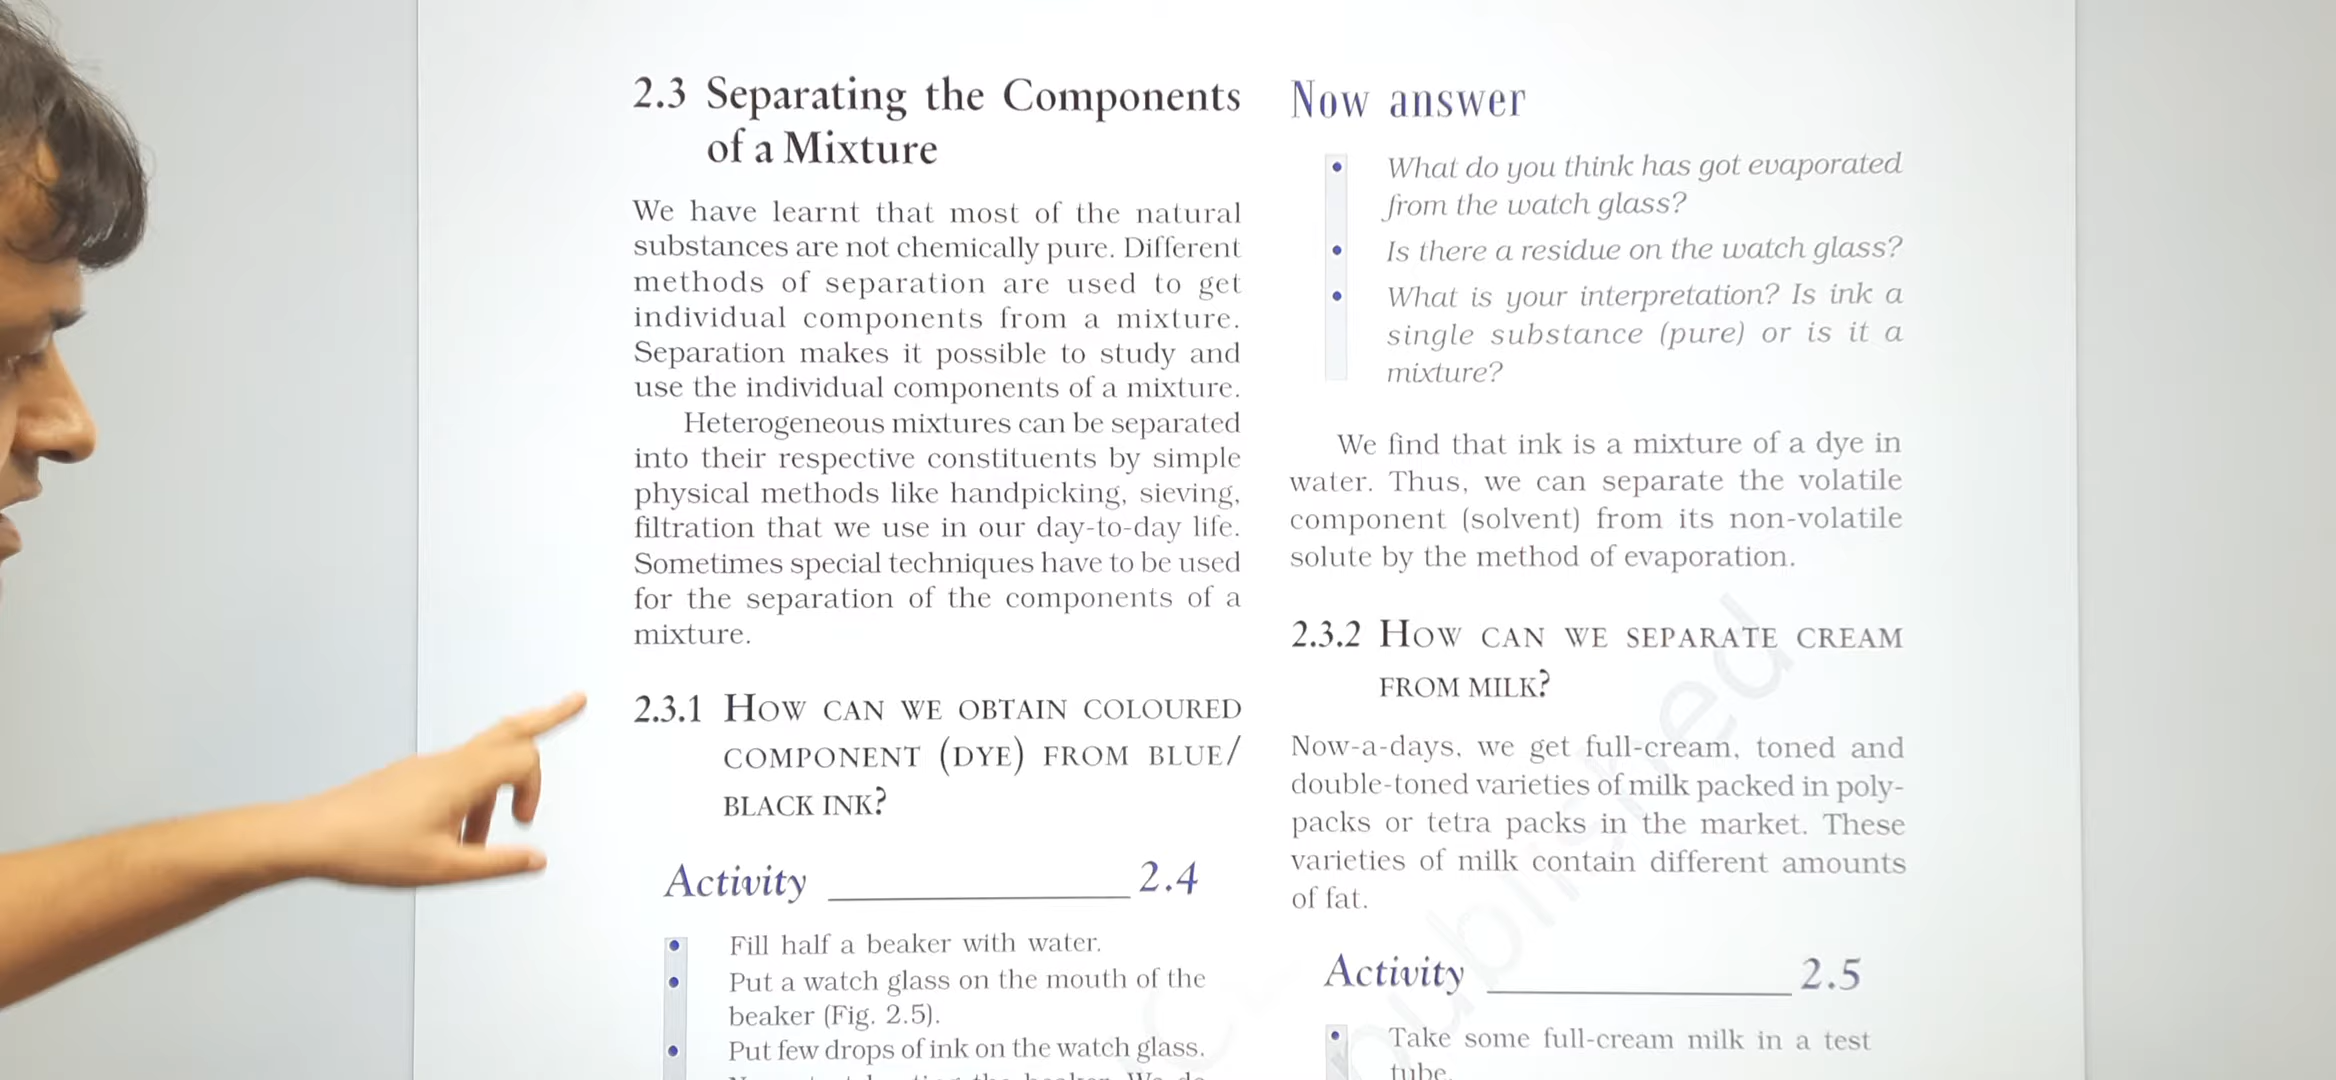 2.3 Separating the Components
of a Mixture
We have learnt that most of the natural
substances are not chemically pure. Different
methods of separation are used to get
individual components from a mixture.
Separation makes it possible to study and
use the individual components of a mixture.
Heterogeneous mixtures can be separated
into their respective constituents by simple
physical methods like handpicking, sieving,
filtration that we use in our day-to-day life.
Sometimes special techniques have to be used
for the separation of the components of a
mixture.
2.3.1 HOW CAN WE OBTAIN COLOURED
COMPONENT (DYE) FROM BLUE/
BLACK INK?
Activity 2.4
• Fill half a beaker with water.
• Put a watch glass on the mouth of the
beaker (Fig. 2.5).
• Put few drops of ink on the watch glass.
Now answer
• What do you think has got evaporated
from the watch glass?
• Is there a residue on the watch glass?
• What is your interpretation? Is ink a
single substance (pure) or is it a
mixture?
We find that ink is a mixture of a dye in
water. Thus, we can separate the volatile
component (solvent) from its non-volatile
solute by the method of evaporation.
2.3.2 HOW CAN WE SEPARATE CREAM
FROM MILK?
Now-a-days, we get full-cream, toned and
double-toned varieties of milk packed in poly-
packs or tetra packs in the market. These
varieties of milk contain different amounts
of fat.
Activity 2.5
• Take some full-cream milk in a test
tube.
published